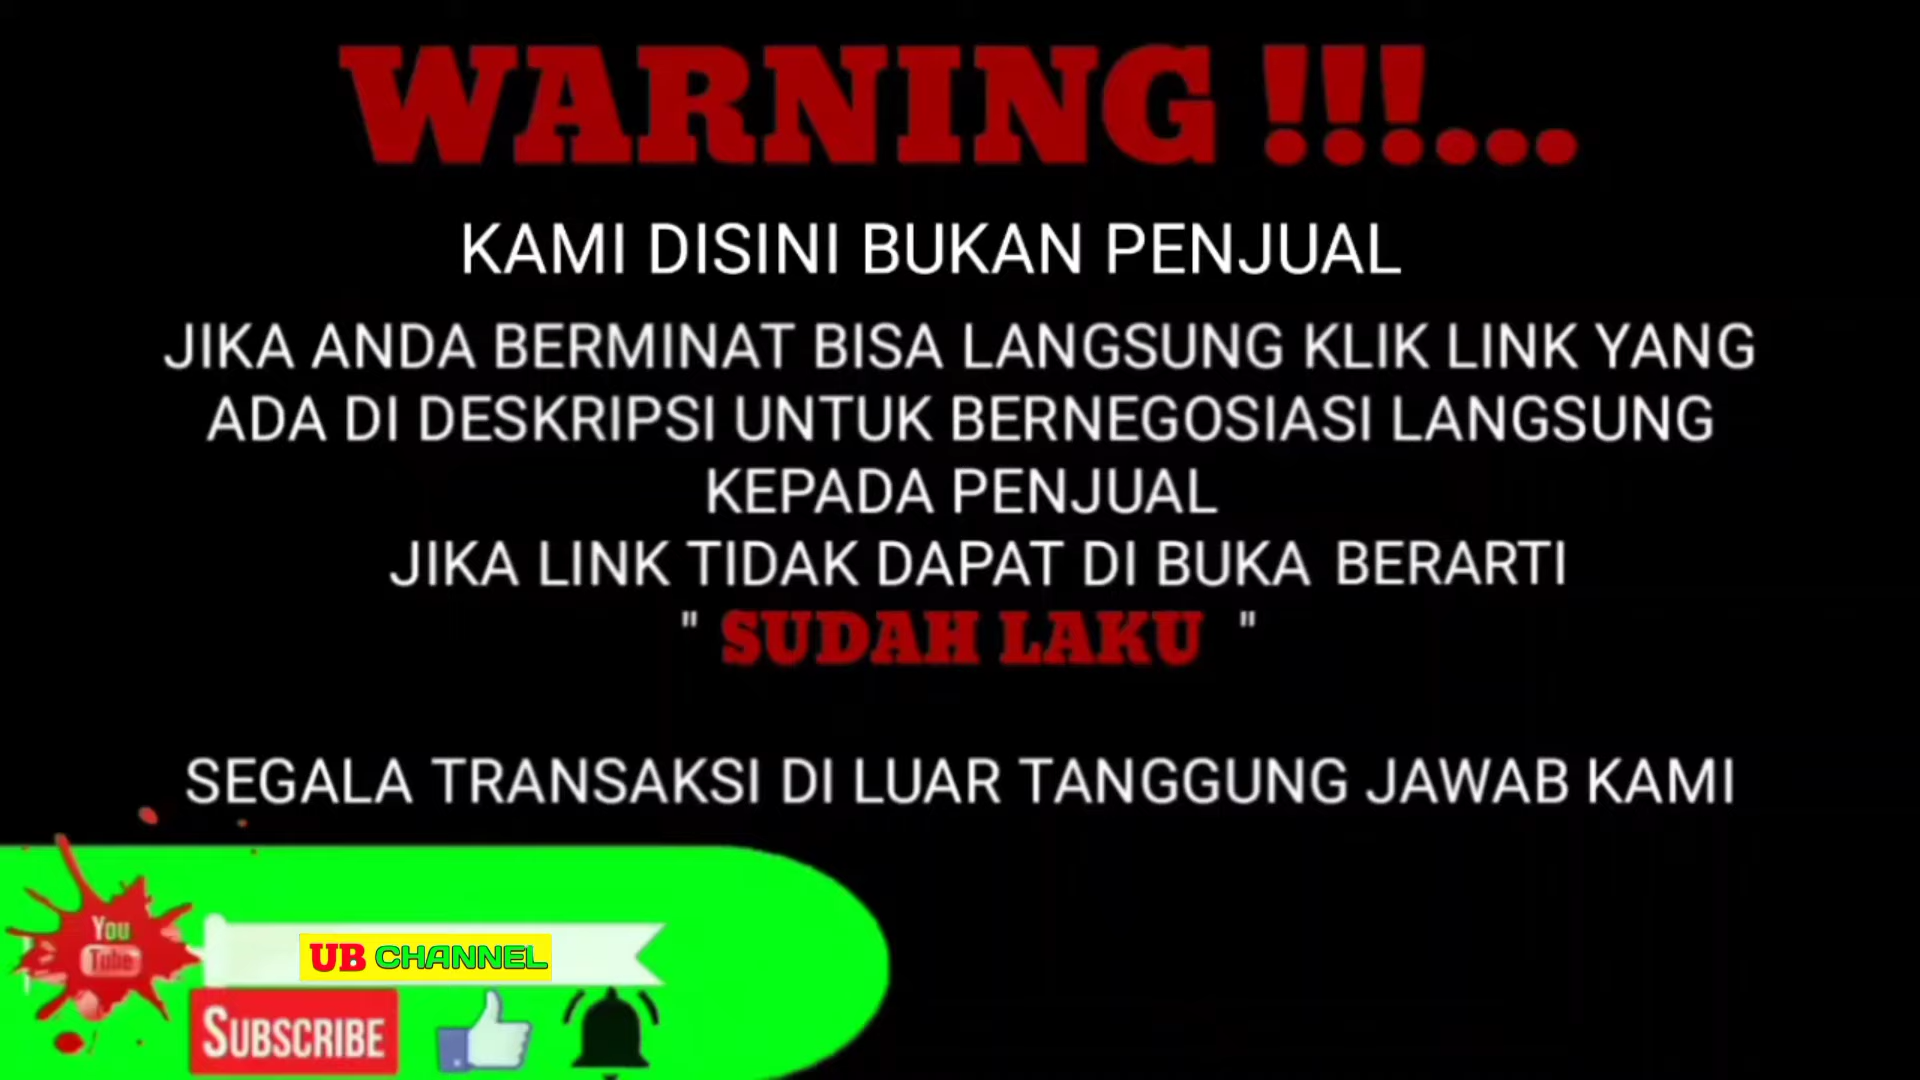 WARNING !!!...
KAMI DISINI BUKAN PENJUAL
JIKA ANDA BERMINAT BISA LANGSUNG KLIK LINK YANG
ADA DI DESKRIPSI UNTUK BERNEGOSIASI LANGSUNG
KEPADA PENJUAL
JIKA LINK TIDAK DAPAT DI BUKA BERARTI
" SUDAH LAKU "
SEGALA TRANSAKSI DI LUAR TANGGUNG JAWAB KAMI
You
Tube
UB CHANNEL
SUBSCRIBE